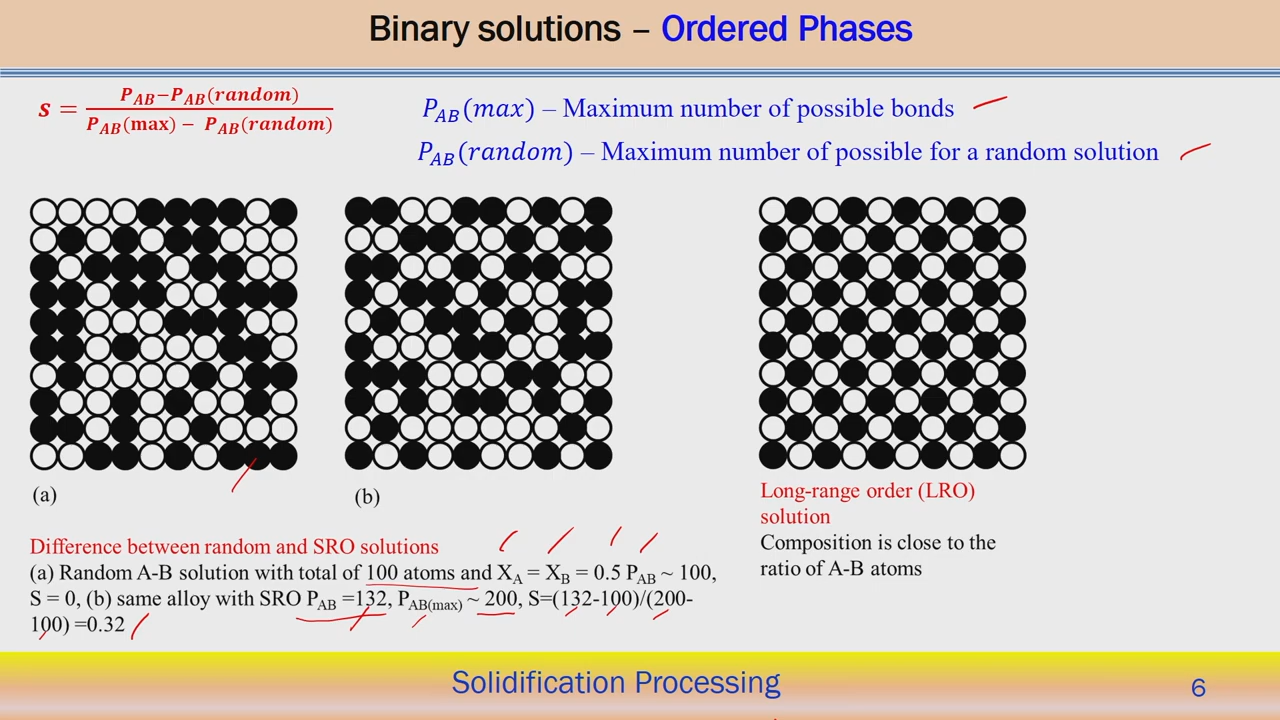 Binary solutions – Ordered Phases
s = P_AB−P_AB(random) / P_AB(max) − P_AB(random)
P_AB(max) – Maximum number of possible bonds
P_AB(random) – Maximum number of possible for a random solution
(a)
(b)
Long-range order (LRO)
solution
Composition is close to the
ratio of A-B atoms
Difference between random and SRO solutions
(a) Random A-B solution with total of 100 atoms and X_A = X_B = 0.5 P_AB ~ 100,
S = 0, (b) same alloy with SRO P_AB =132, P_AB(max) ~ 200, S=(132-100)/(200-
100) =0.32
Solidification Processing
6